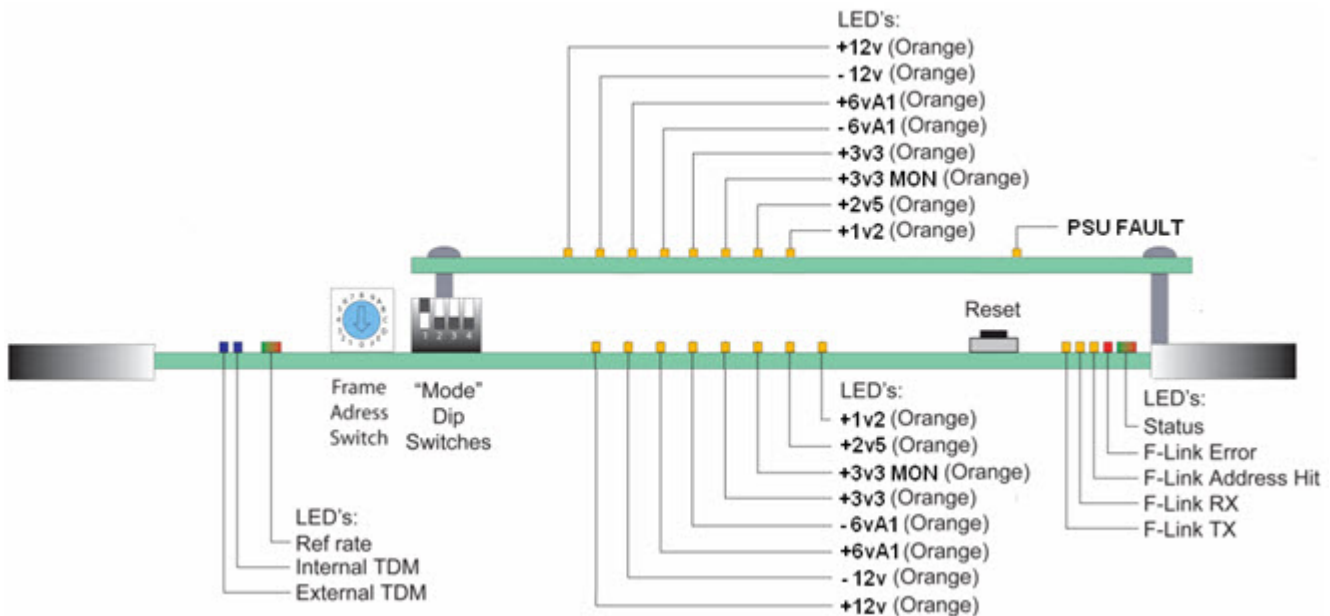 LED's:
+12v (Orange)
- 12v (Orange)
+6vA1 (Orange)
- 6vA1 (Orange)
+3v3 (Orange)
+3v3 MON (Orange)
+2v5 (Orange)
+1v2 (Orange)
PSU FAULT
Reset
1 2 3 4
Frame
Adress
Switch
"Mode"
Dip
Switches
LED's:
Ref rate
Internal TDM
External TDM
LED's:
+1v2 (Orange)
+2v5 (Orange)
+3v3 MON (Orange)
+3v3 (Orange)
- 6vA1 (Orange)
+6vA1 (Orange)
- 12v (Orange)
+12v (Orange)
LED's:
Status
F-Link Error
F-Link Address Hit
F-Link RX
F-Link TX